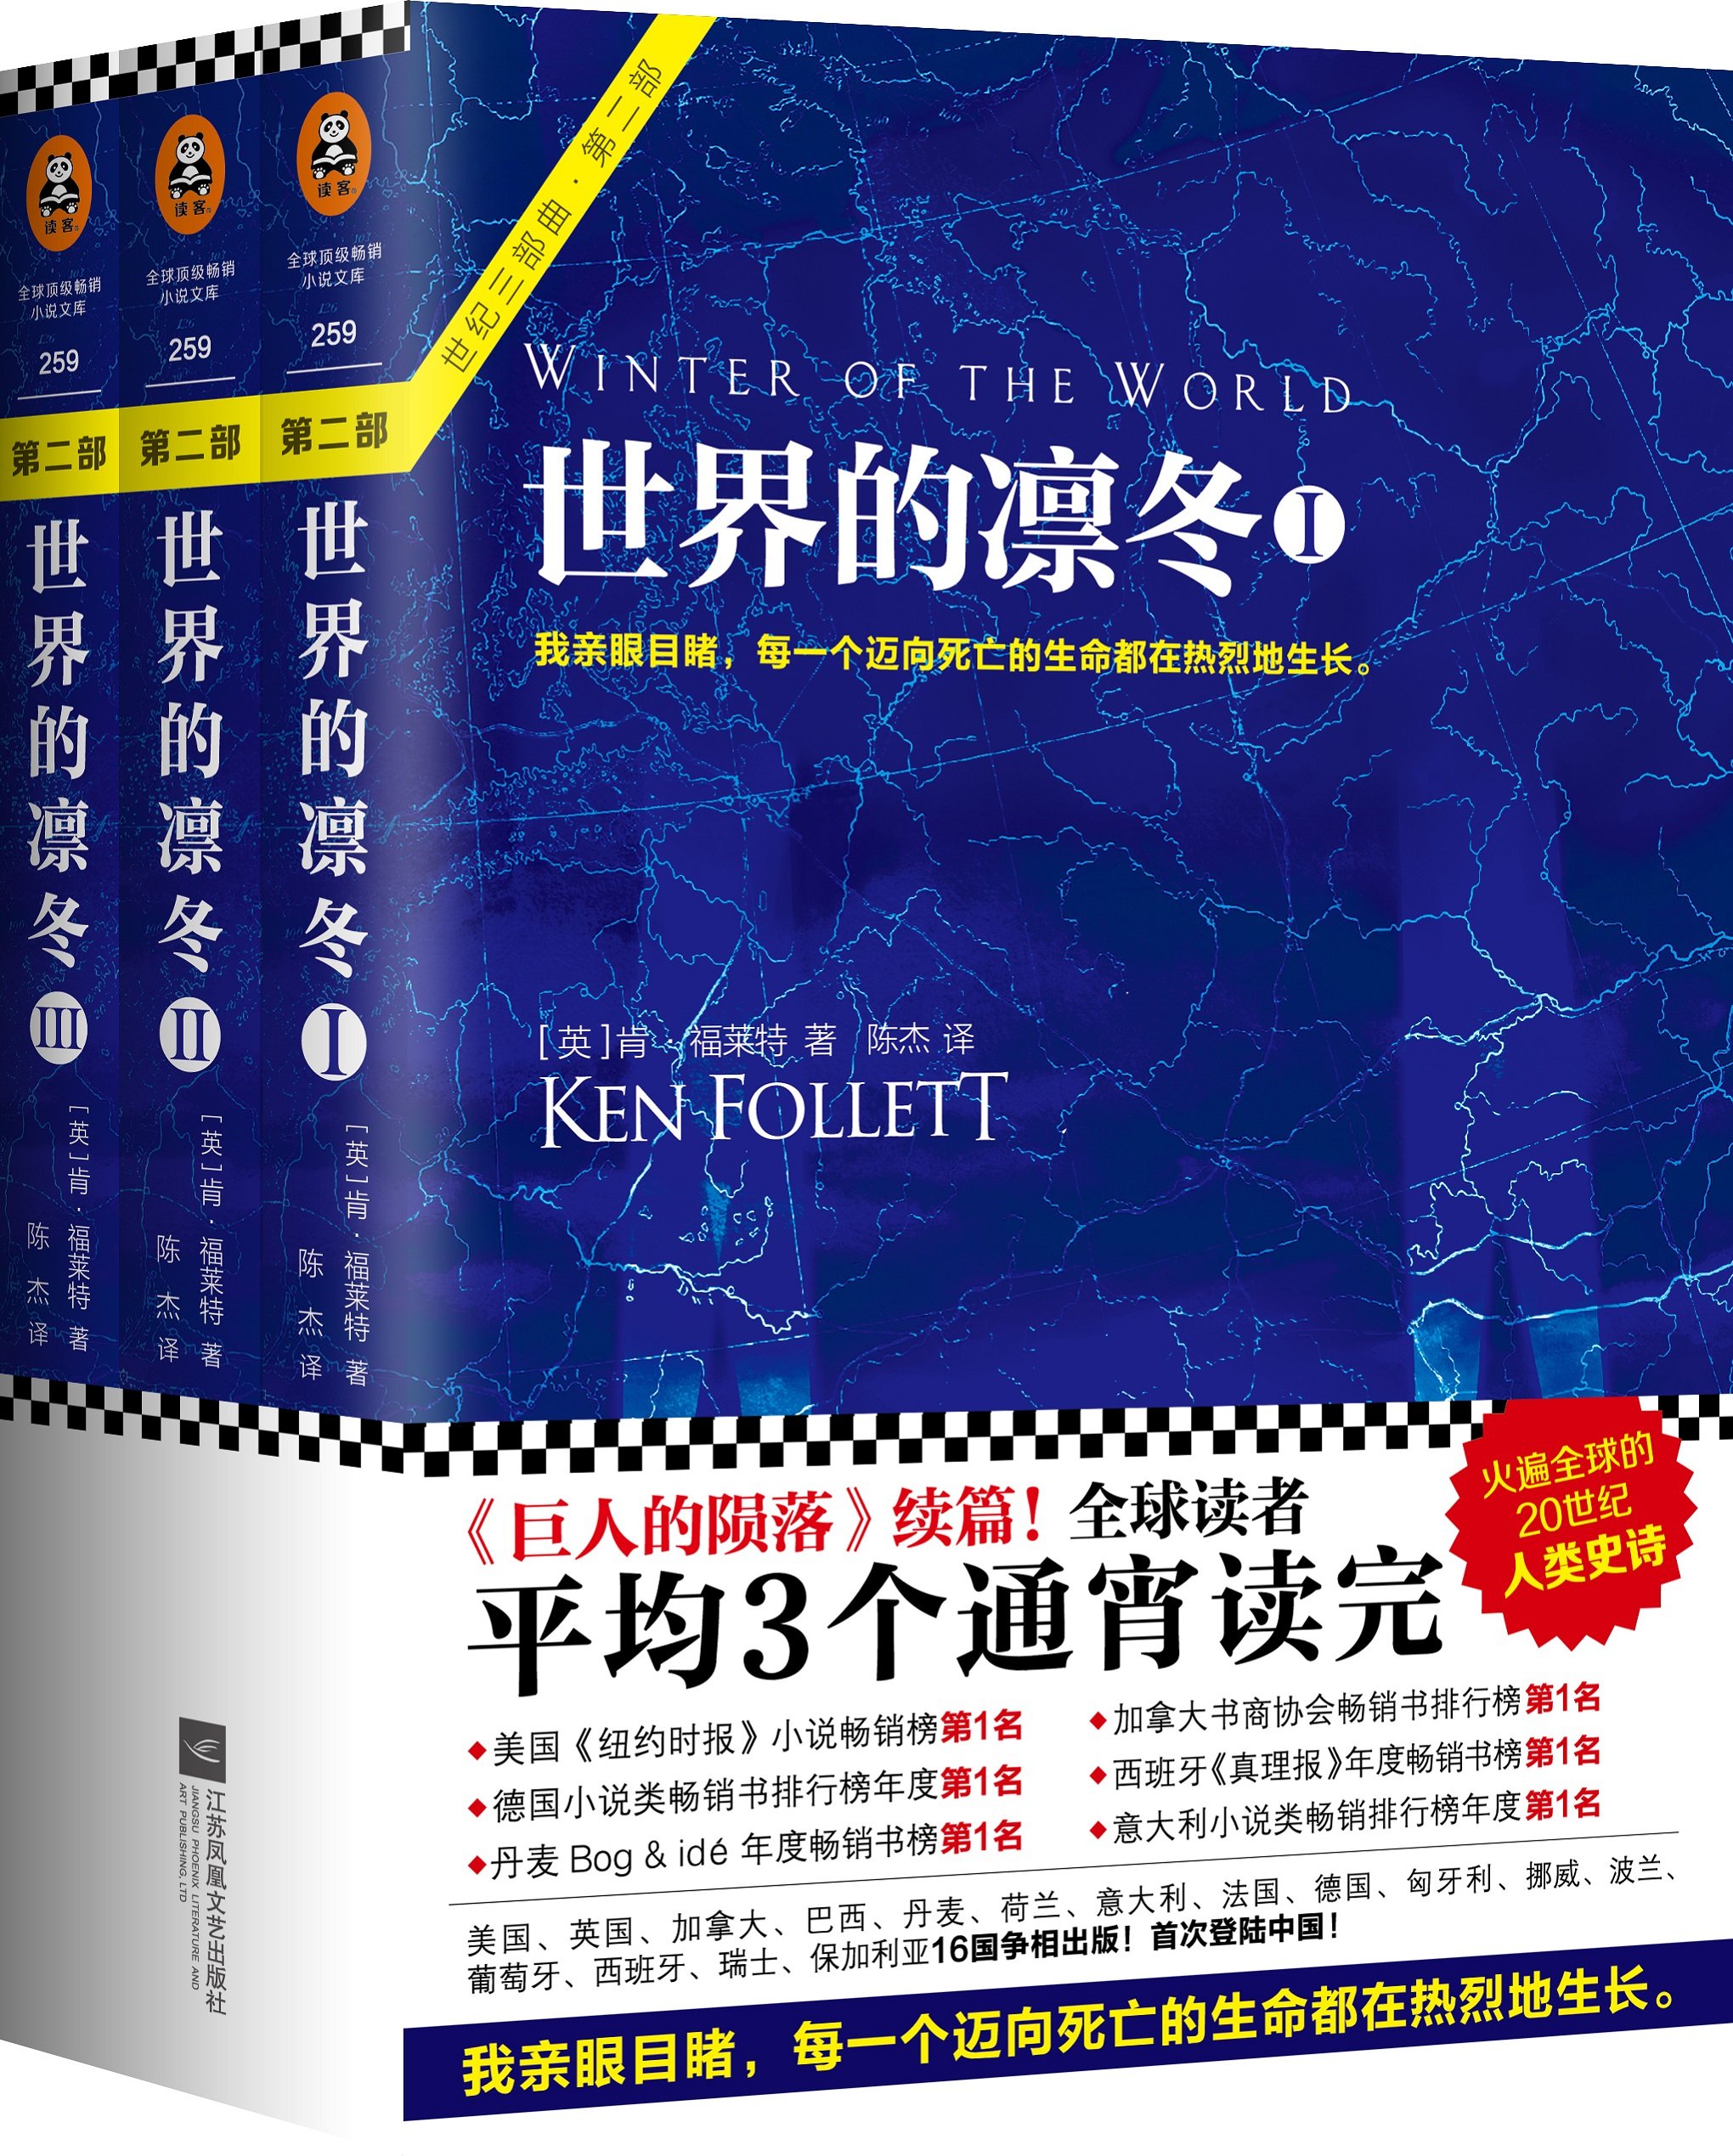 读客
全球顶级畅销
小说文库
259
第二部
世界的凛冬
III
[英]肯·福莱特 著
陈杰 译
读客
全球顶级畅销
小说文库
259
第二部
世界的凛冬
II
[英]肯·福莱特 著
陈杰 译
读客
全球顶级畅销
小说文库
259
第二部
世界的凛冬
I
[英]肯·福莱特 著
陈杰 译
江苏凤凰文艺出版社
JIANGSU PHOENIX LITERATURE AND
ART PUBLISHING, LTD
世纪三部曲·第二部
WINTER OF THE WORLD
世界的凛冬 I
我亲眼目睹，每一个迈向死亡的生命都在热烈地生长。
[英]肯·福莱特 著 陈杰 译
KEN FOLLETT
火遍全球的
20世纪
人类史诗
《巨人的陨落》续篇！全球读者
平均3个通宵读完
◆美国《纽约时报》小说畅销榜第1名
◆德国小说类畅销书排行榜年度第1名
◆丹麦 Bog & idé 年度畅销书榜第1名
◆加拿大书商协会畅销书排行榜第1名
◆西班牙《真理报》年度畅销书榜第1名
◆意大利小说类畅销排行榜年度第1名
美国、英国、加拿大、巴西、丹麦、荷兰、意大利、法国、德国、匈牙利、挪威、波兰、
葡萄牙、西班牙、瑞士、保加利亚16国争相出版！首次登陆中国！
我亲眼目睹，每一个迈向死亡的生命都在热烈地生长。